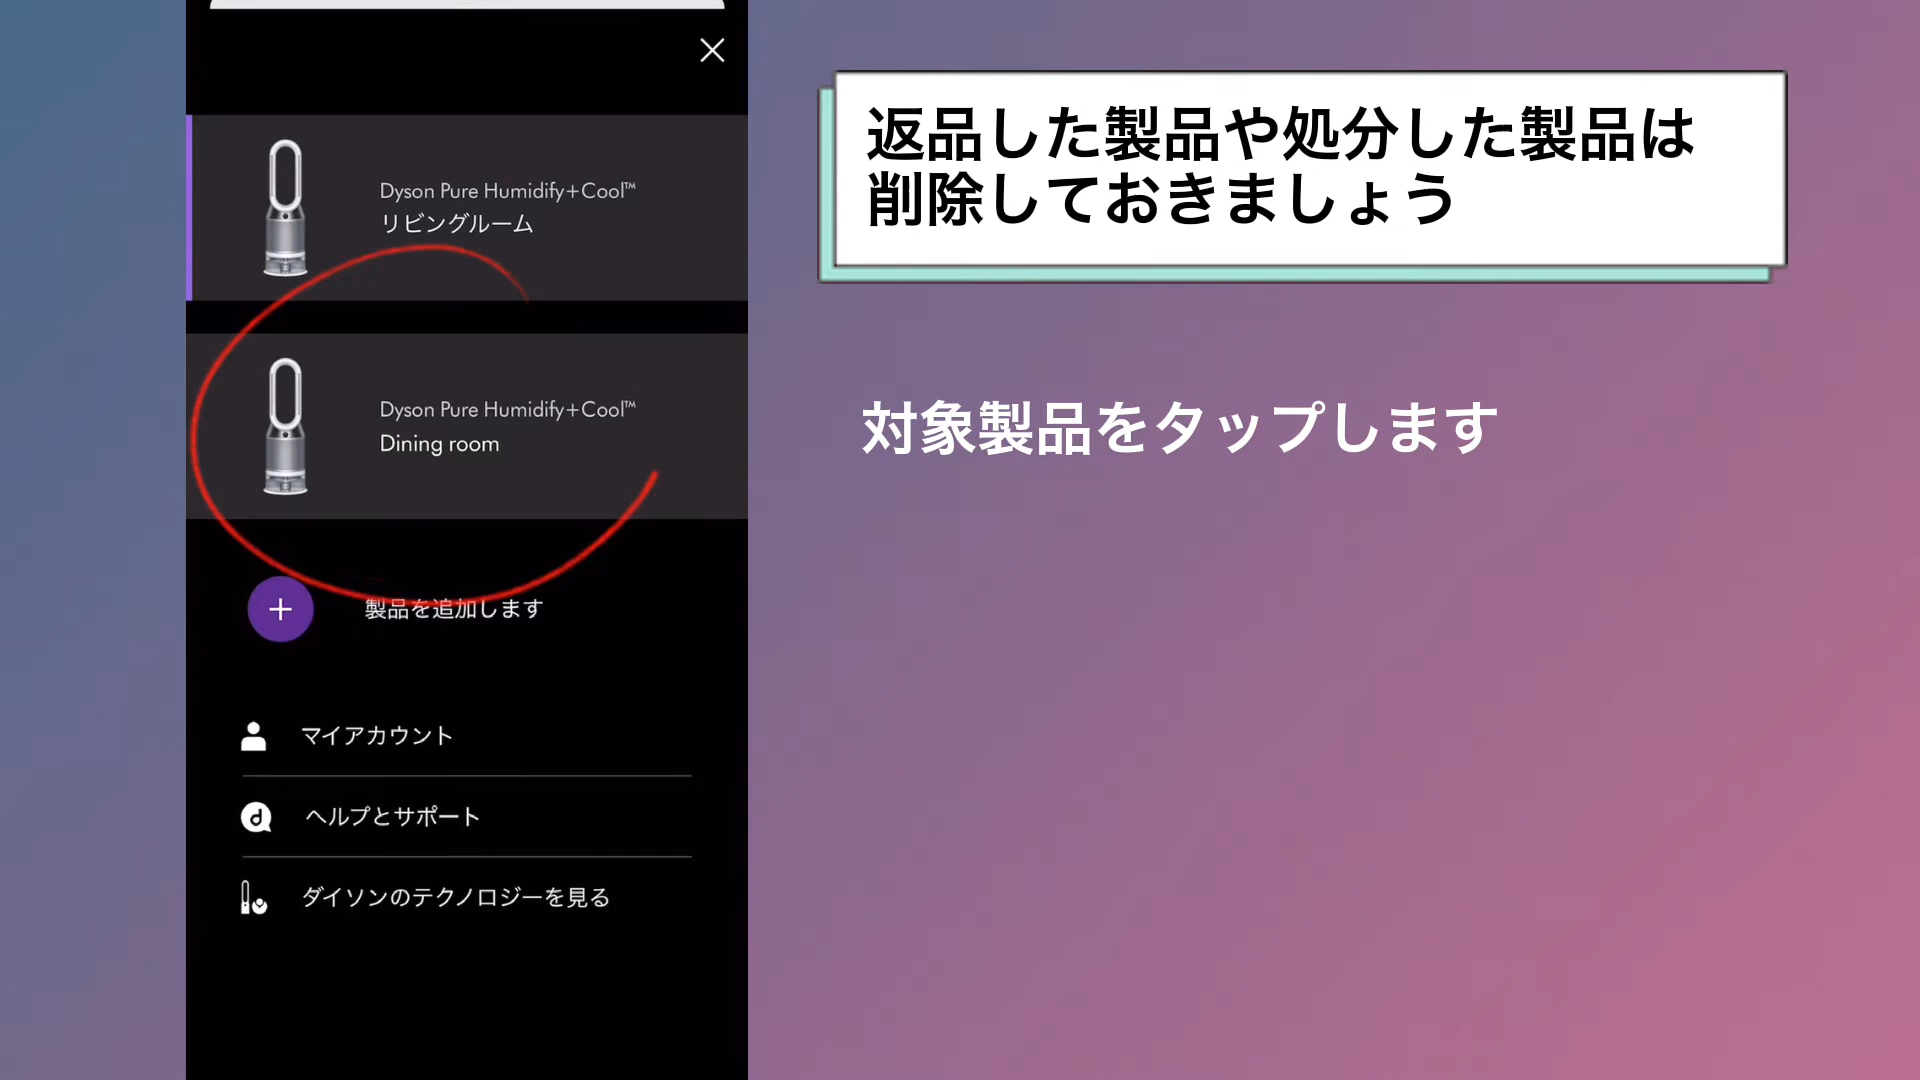 Dyson Pure Humidify+Cool™
リビングルーム
Dyson Pure Humidify+Cool™
Dining room
製品を追加します
マイアカウント
ヘルプとサポート
ダイソンのテクノロジーを見る
返品した製品や処分した製品は
削除しておきましょう
対象製品をタップします